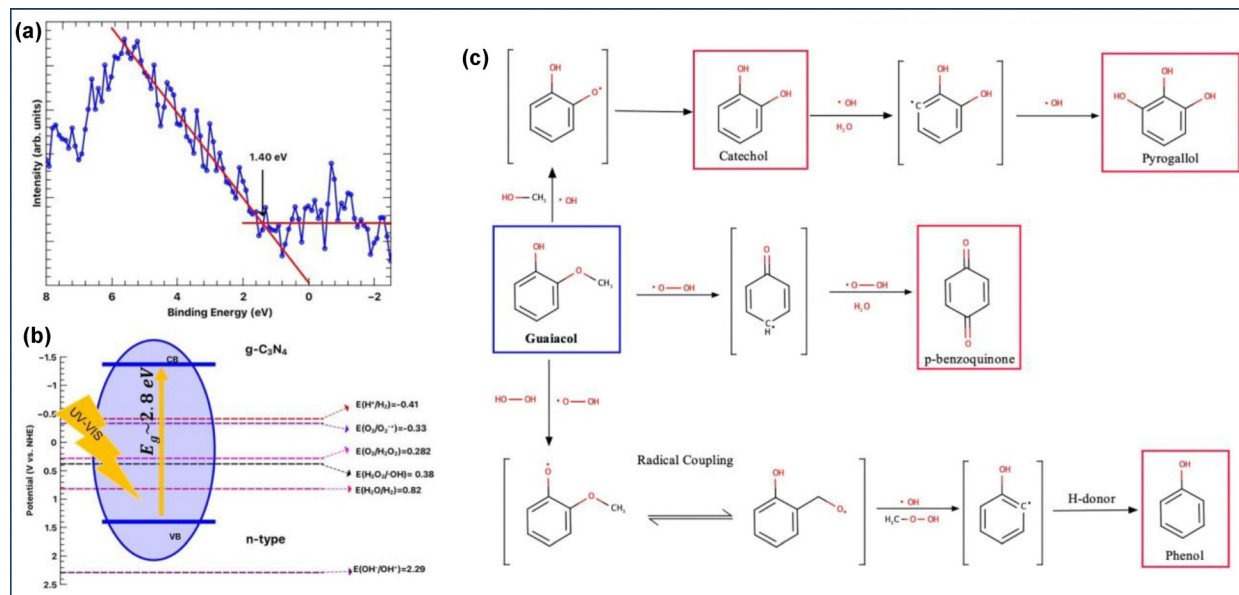 (a)
Intensity (arb. units)
1.40 eV
8 6 4 2 0 −2
Binding Energy (eV)
(b)
g-C₃N₄
Potential (V vs. NHE)
-1.5
-1
-0.5
0
0.5
1
1.5
2
2.5
CB
UV-VIS
E_g~2.8 eV
VB
n-type
E(H⁺/H₂)=-0.41
E(O₂/O₂˙⁺)=-0.33
E(O₂/H₂O₂)=0.282
E(H₂O₂/·OH)= 0.38
E(H₂O/H₂)=0.82
E(OH⁻/OH⁺)=2.29
(c)
OH
O•
OH
OH
Catechol
• OH
H₂O
OH
OH
•C
• OH
OH
HO
OH
Pyrogallol
HO—CH₃
• OH
OH
O
CH₃
Guaiacol
• O—OH
O
C•
H
• O—OH
H₂O
O
O
p-benzoquinone
HO—OH
• O—OH
•O
O
CH₃
Radical Coupling
OH
O•
• OH
H₃C—O—OH
OH
C•
H-donor
OH
Phenol